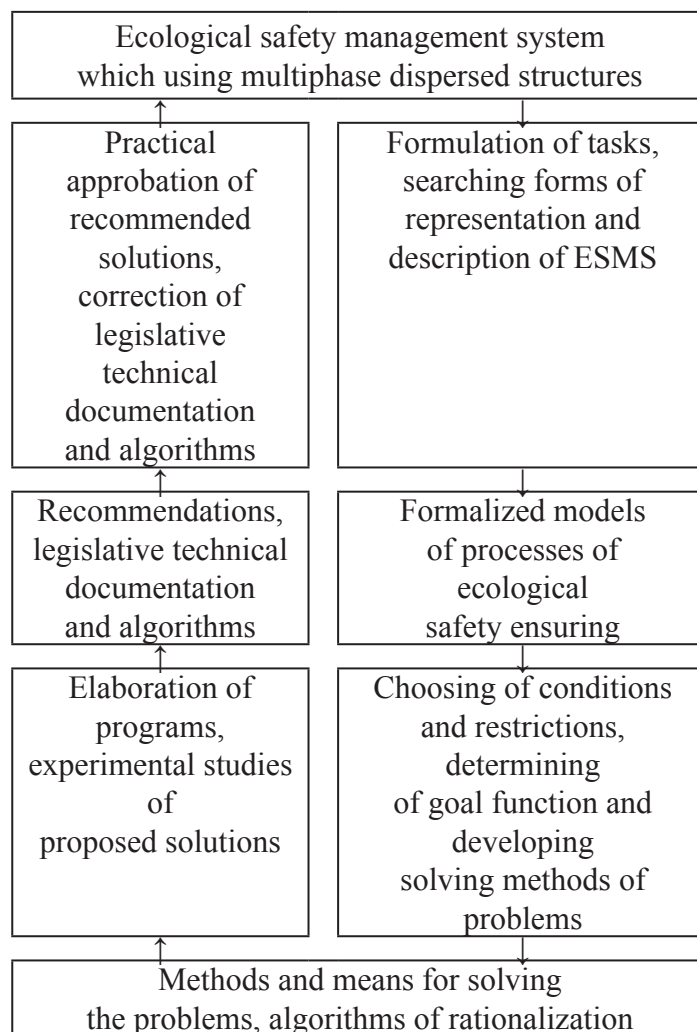 Ecological safety management system
which using multiphase dispersed structures
Practical
approbation of
recommended
solutions,
correction of
legislative
technical
documentation
and algorithms
Formulation of tasks,
searching forms of
representation and
description of ESMS
Recommendations,
legislative technical
documentation
and algorithms
Formalized models
of processes of
ecological
safety ensuring
Elaboration of
programs,
experimental studies
of
proposed solutions
Choosing of conditions
and restrictions,
determining
of goal function and
developing
solving methods of
problems
Methods and means for solving
the problems, algorithms of rationalization